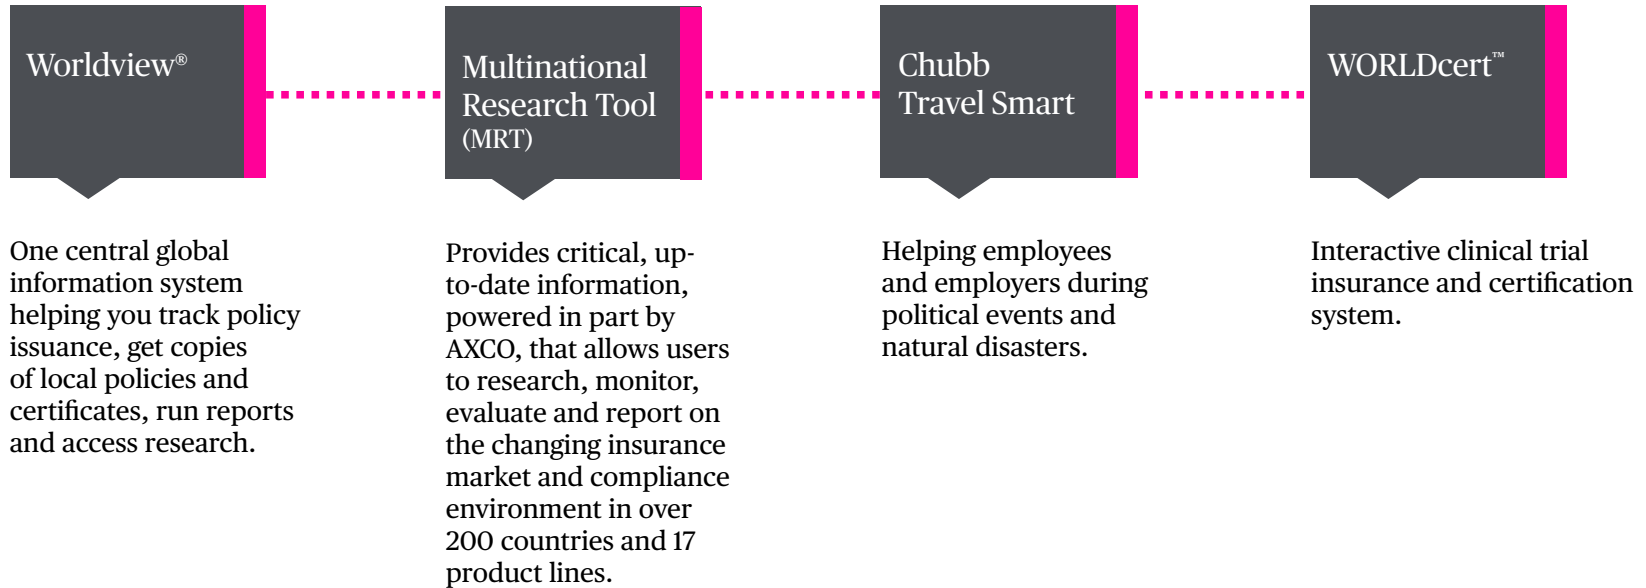 Worldview®
One central global
information system
helping you track policy
issuance, get copies
of local policies and
certificates, run reports
and access research.
Multinational
Research Tool
(MRT)
Provides critical, up-
to-date information,
powered in part by
AXCO, that allows users
to research, monitor,
evaluate and report on
the changing insurance
market and compliance
environment in over
200 countries and 17
product lines.
Chubb
Travel Smart
Helping employees
and employers during
political events and
natural disasters.
WORLDcert™
Interactive clinical trial
insurance and certification
system.